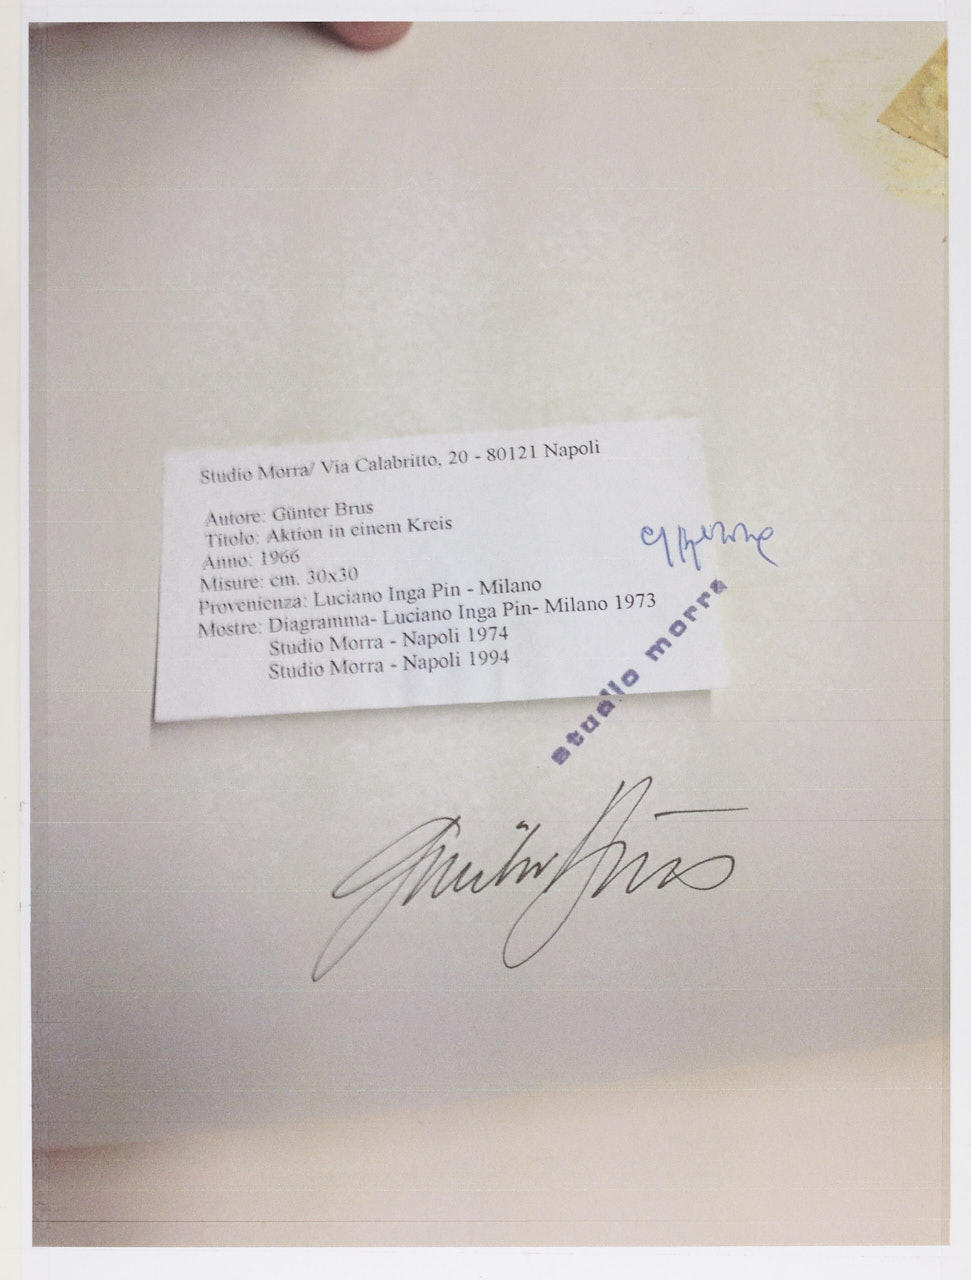 Studio Morra/ Via Calabritto, 20 - 80121 Napoli
Autore: Günter Brus
Titolo: Aktion in einem Kreis
Anno: 1966
Misure: cm. 30x30
Provenienza: Luciano Inga Pin - Milano
Mostre: Diagramma- Luciano Inga Pin- Milano 1973
Studio Morra - Napoli 1974
Studio Morra - Napoli 1994
studio morra
Günter Brus